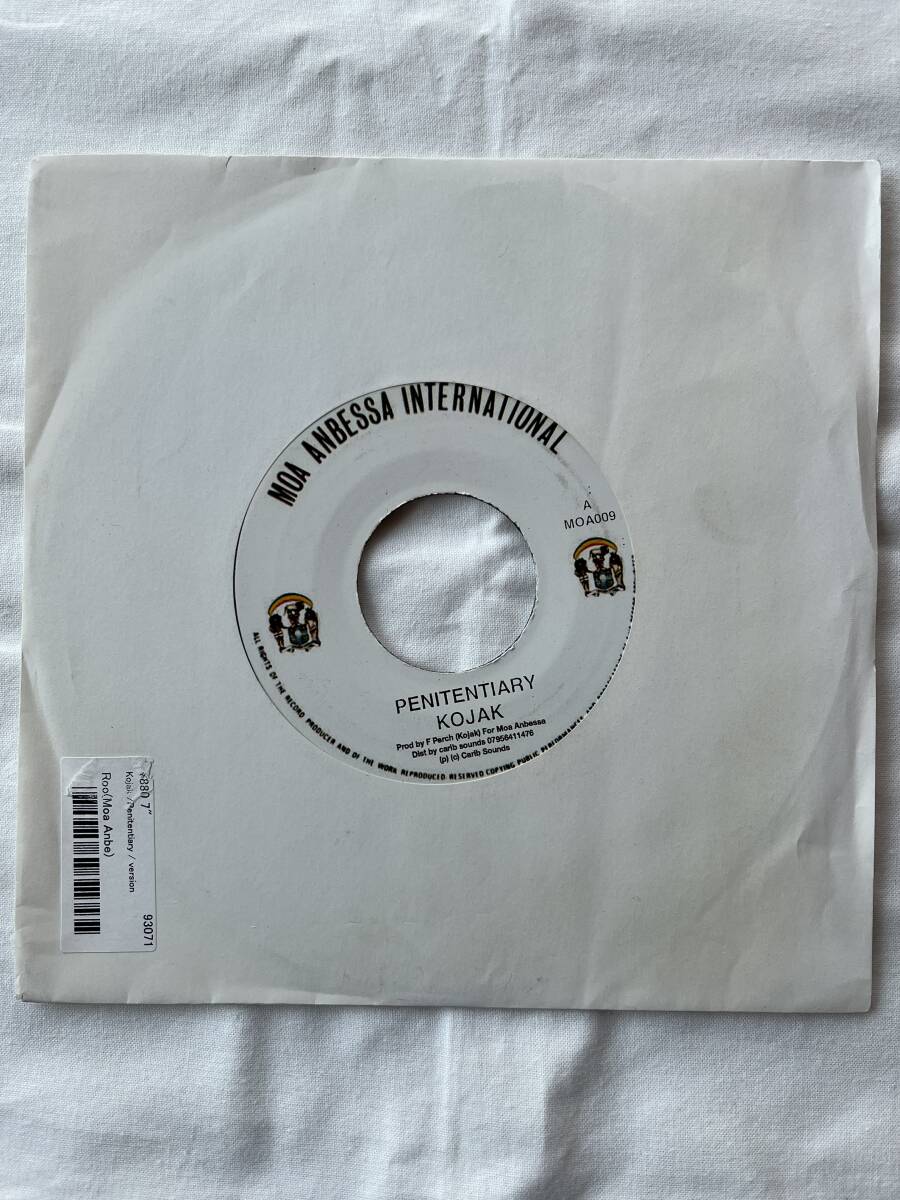 MOA ANBESSA INTERNATIONAL
A
MOA009
PENITENTIARY
KOJAK
Prod by F Parch (Kojak) For Moa Anbessa
Dist by carib sounds 07956411476
(p) (c) Carib Sounds
ALL RIGHTS OF THE RECORD PRODUCER AND OF THE WORK REPRODUCED. RESERVED COPYING PUBLIC PERFORMANCE
¥880 7"
Kojak /Penitentiary / version
93071
Roo(Moa Anbe)